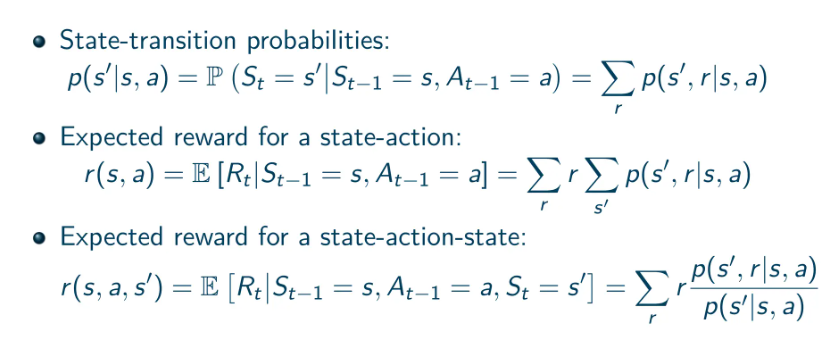 • State-transition probabilities:
p(s′|s, a) = ℙ (S_t = s′|S_{t−1} = s, A_{t−1} = a) = ∑_r p(s′, r|s, a)
• Expected reward for a state-action:
r(s, a) = 𝔼 [R_t|S_{t−1} = s, A_{t−1} = a] = ∑_r r ∑_{s′} p(s′, r|s, a)
• Expected reward for a state-action-state:
r(s, a, s′) = 𝔼 [R_t|S_{t−1} = s, A_{t−1} = a, S_t = s′] = ∑_r r \frac{p(s′, r|s, a)}{p(s′|s, a)}